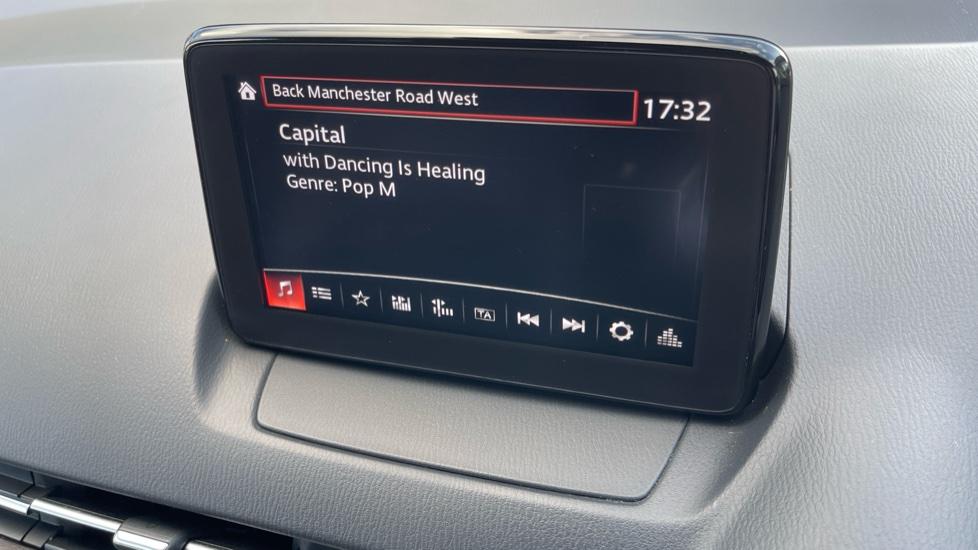 Back Manchester Road West
17:32
Capital
with Dancing Is Healing
Genre: Pop M
TA